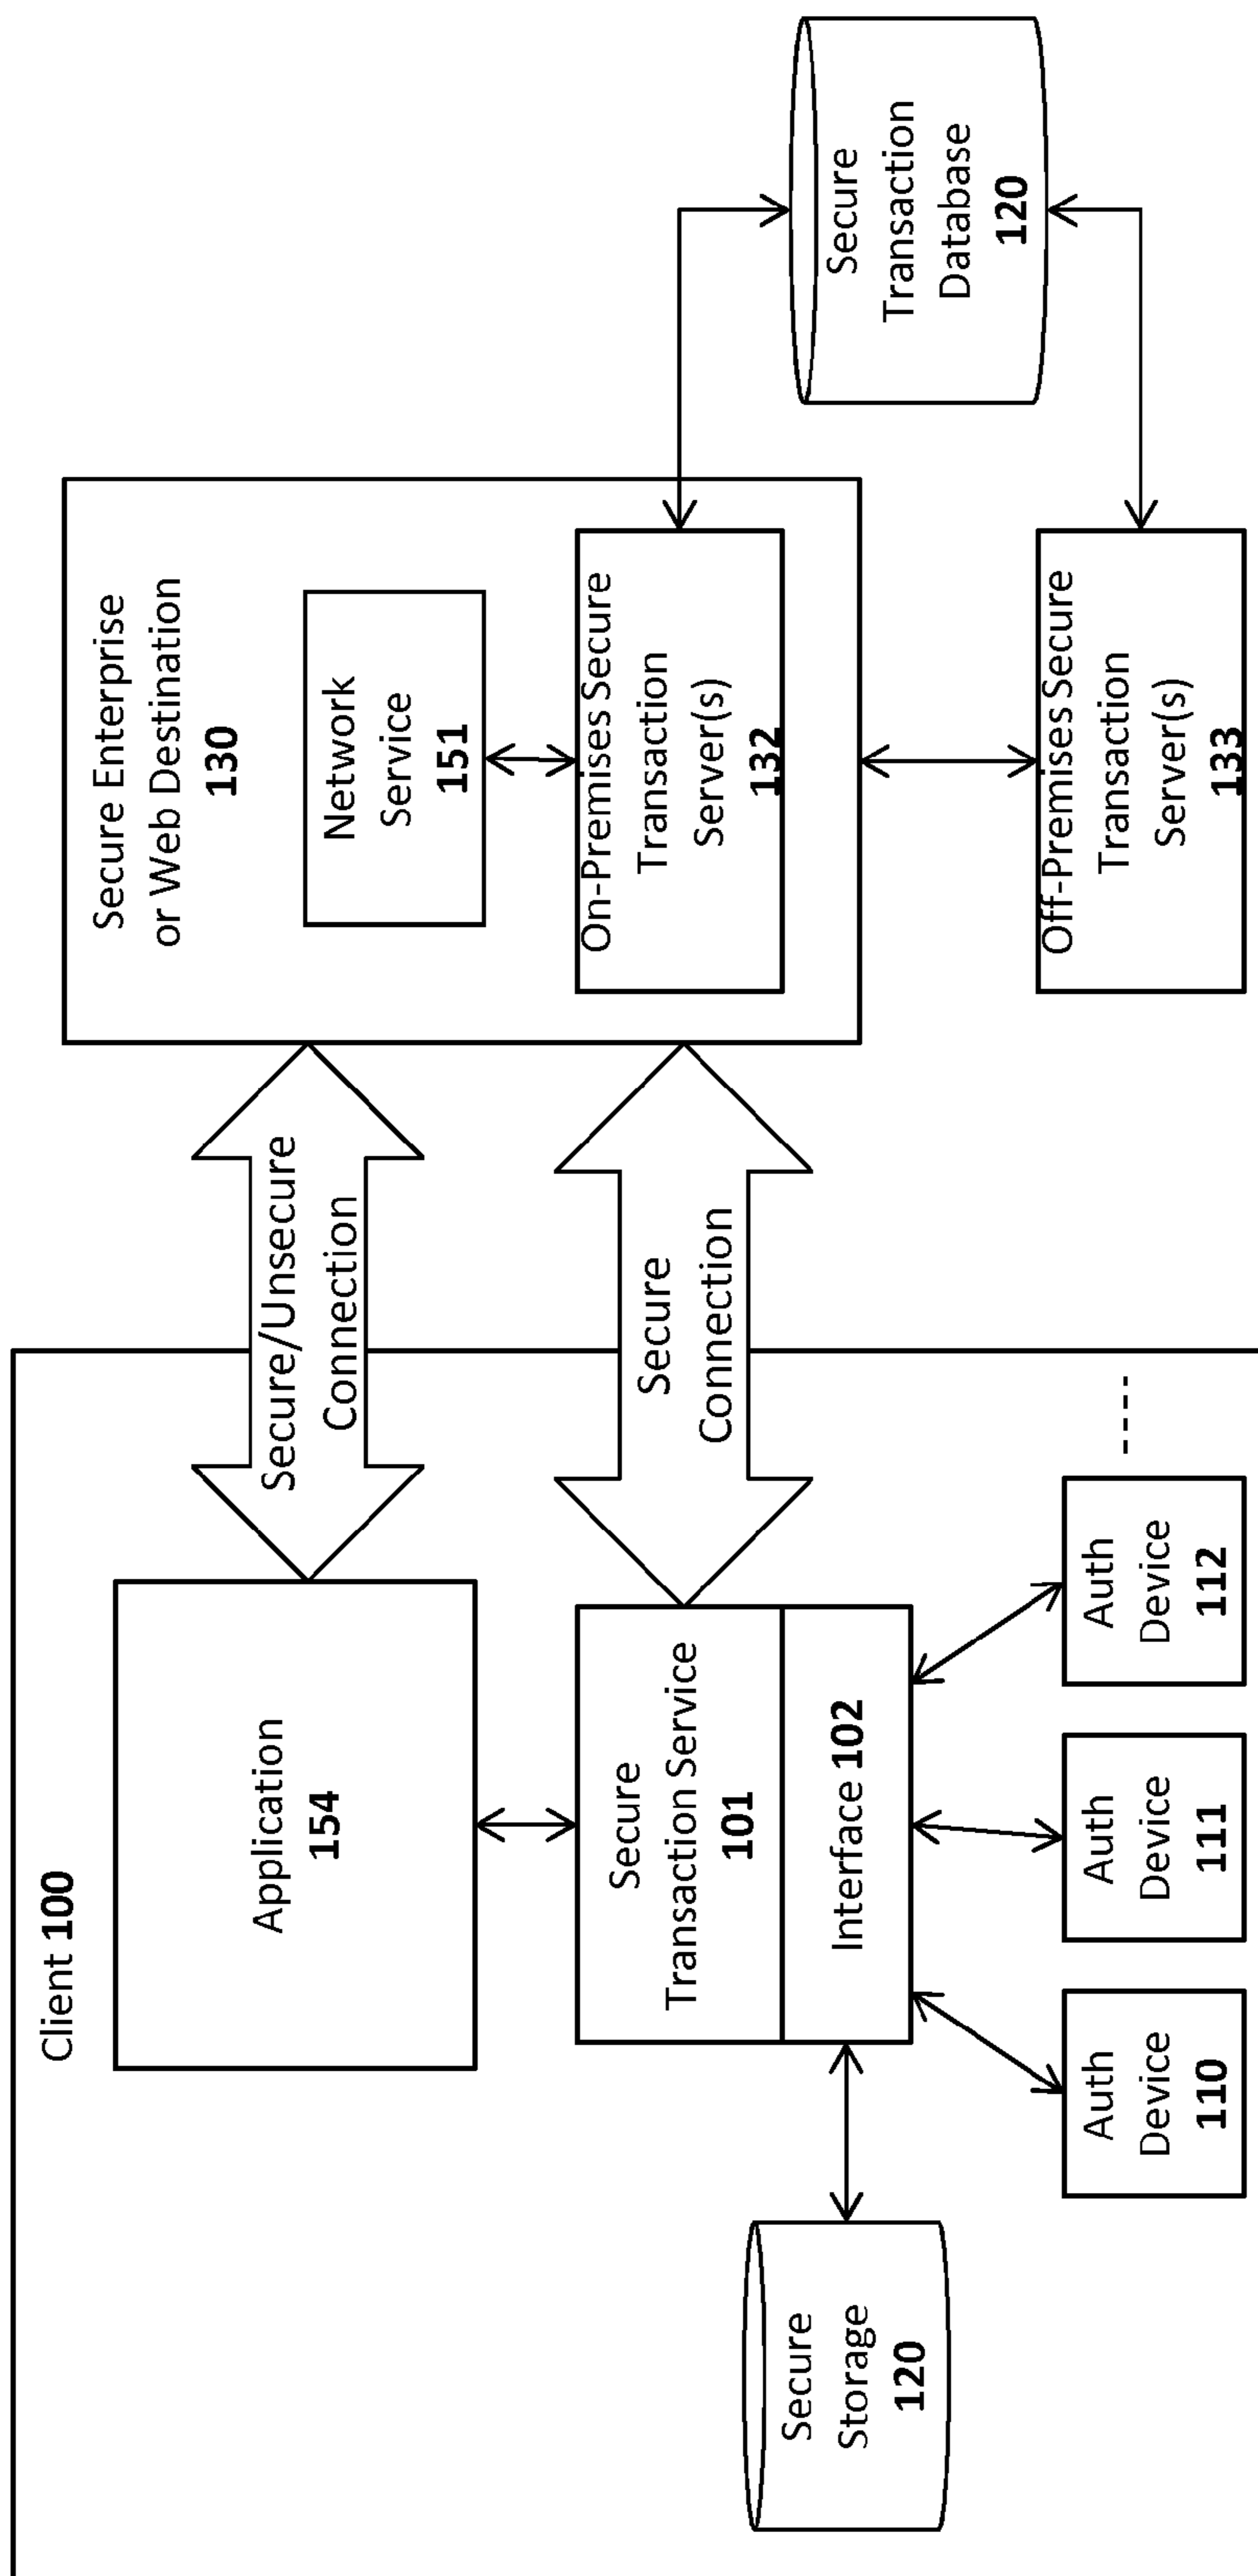 Client 100
Application
154
Secure
Transaction Service
101
Interface 102
Secure
Storage
120
Auth
Device
110
Auth
Device
111
Auth
Device
112
Secure/Unsecure
Connection
Secure
Connection
Secure Enterprise
or Web Destination
130
Network
Service
151
On-Premises Secure
Transaction
Server(s)
132
Off-Premises Secure
Transaction
Server(s)
133
Secure
Transaction
Database
120